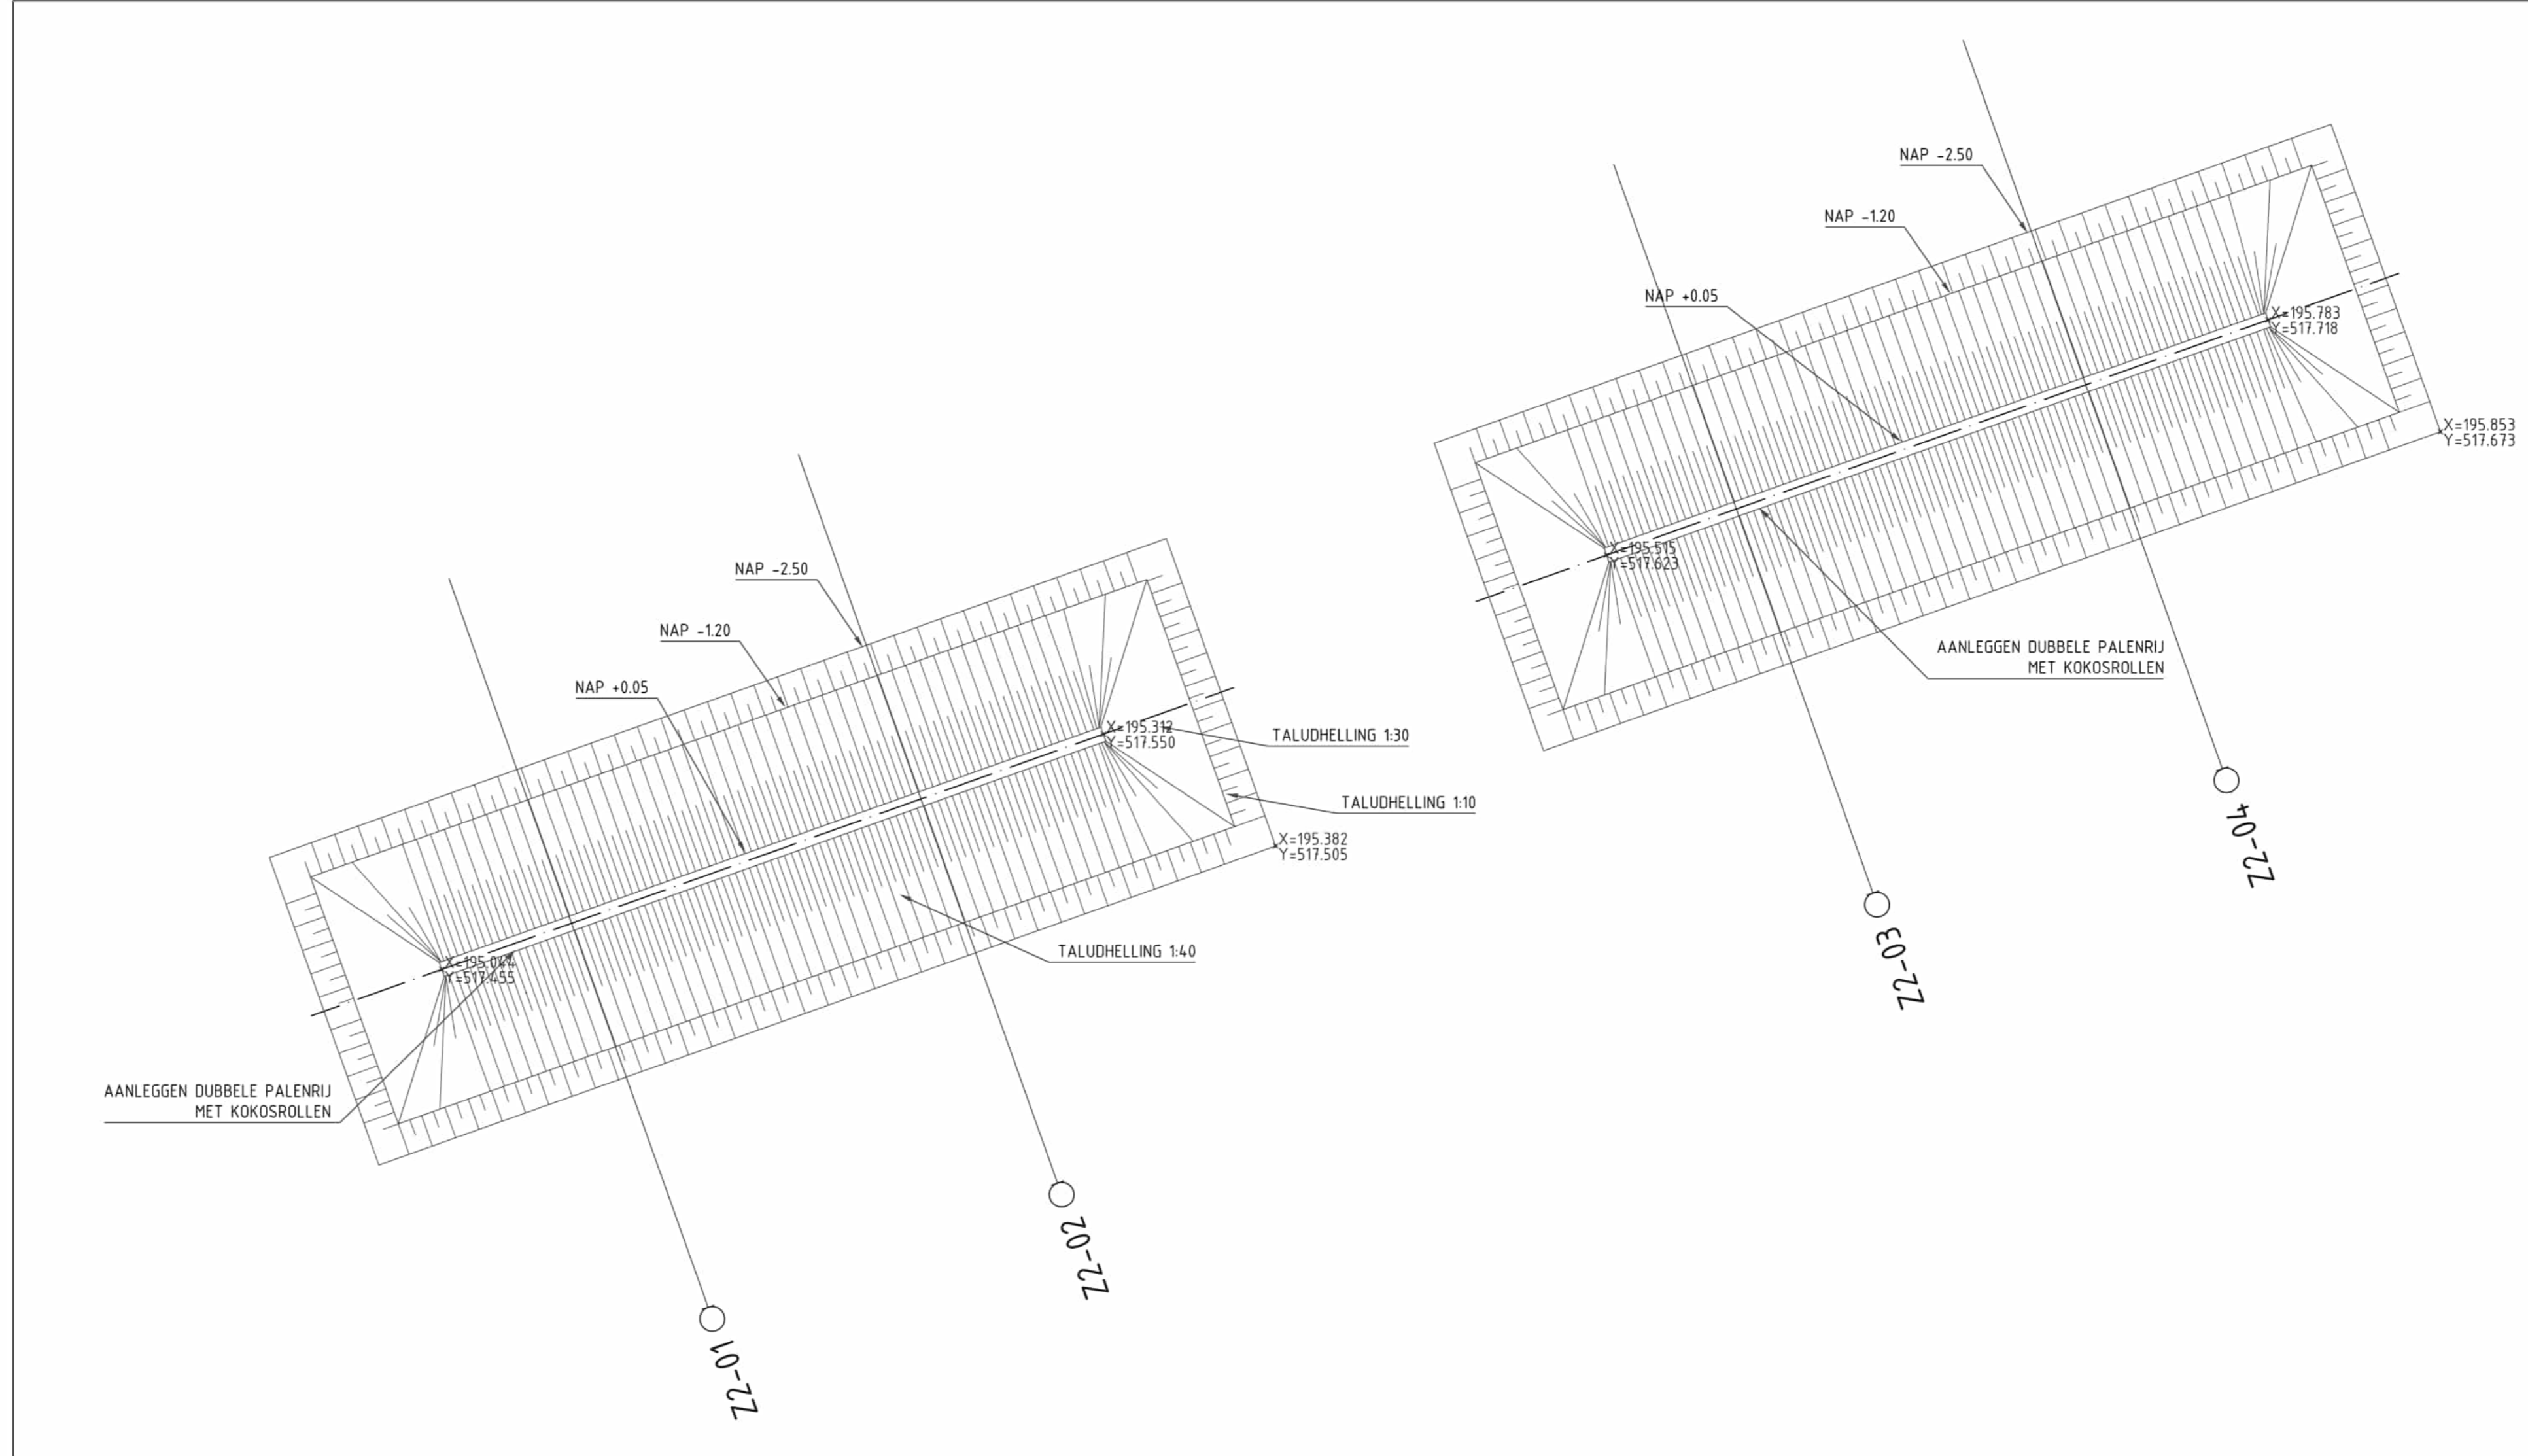 NAP -2.50
NAP -1.20
NAP +0.05
X=195.783
Y=517.718
X=195.853
Y=517.673
X=195.515
Y=517.623
AANLEGGEN DUBBELE PALENRIJ
MET KOKOSROLLEN
Z2-04
Z2-03
NAP -2.50
NAP -1.20
NAP +0.05
X=195.312
Y=517.550
TALUDHELLING 1:30
TALUDHELLING 1:10
X=195.382
Y=517.505
TALUDHELLING 1:40
X=195.044
Y=517.455
AANLEGGEN DUBBELE PALENRIJ
MET KOKOSROLLEN
Z2-02
Z2-01